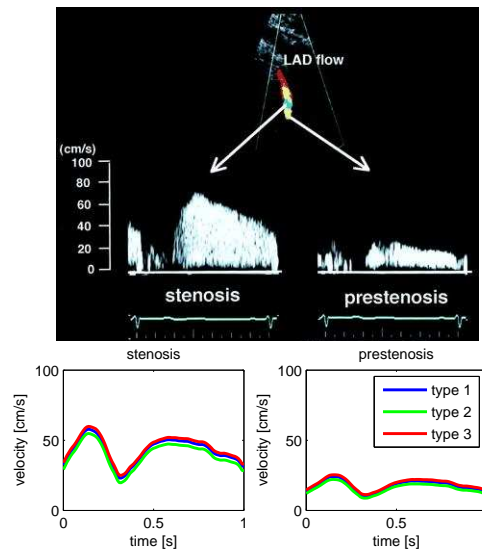 LAD flow
(cm/s)
100
80
60
40
20
0
stenosis
prestenosis
stenosis
prestenosis
100
50
0
velocity [cm/s]
0
0.5
1
time [s]
100
50
0
velocity [cm/s]
0
0.5
time [s]
type 1
type 2
type 3